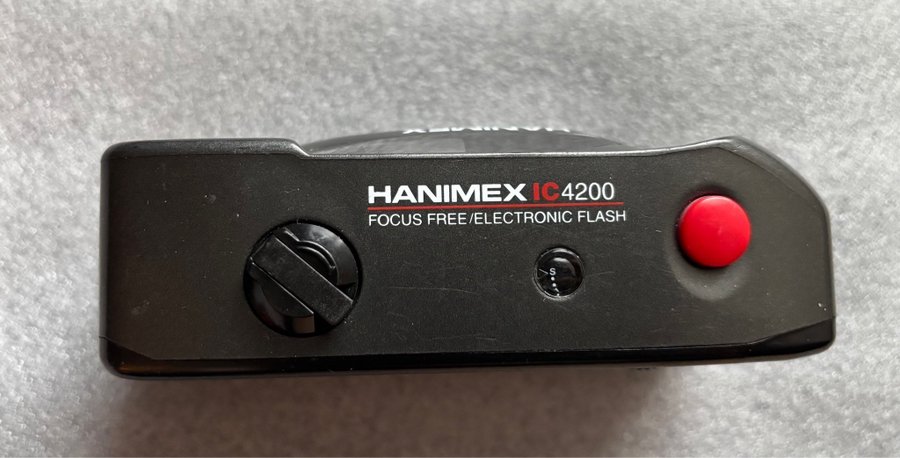 HANIMEX IC4200
FOCUS FREE/ELECTRONIC FLASH
S